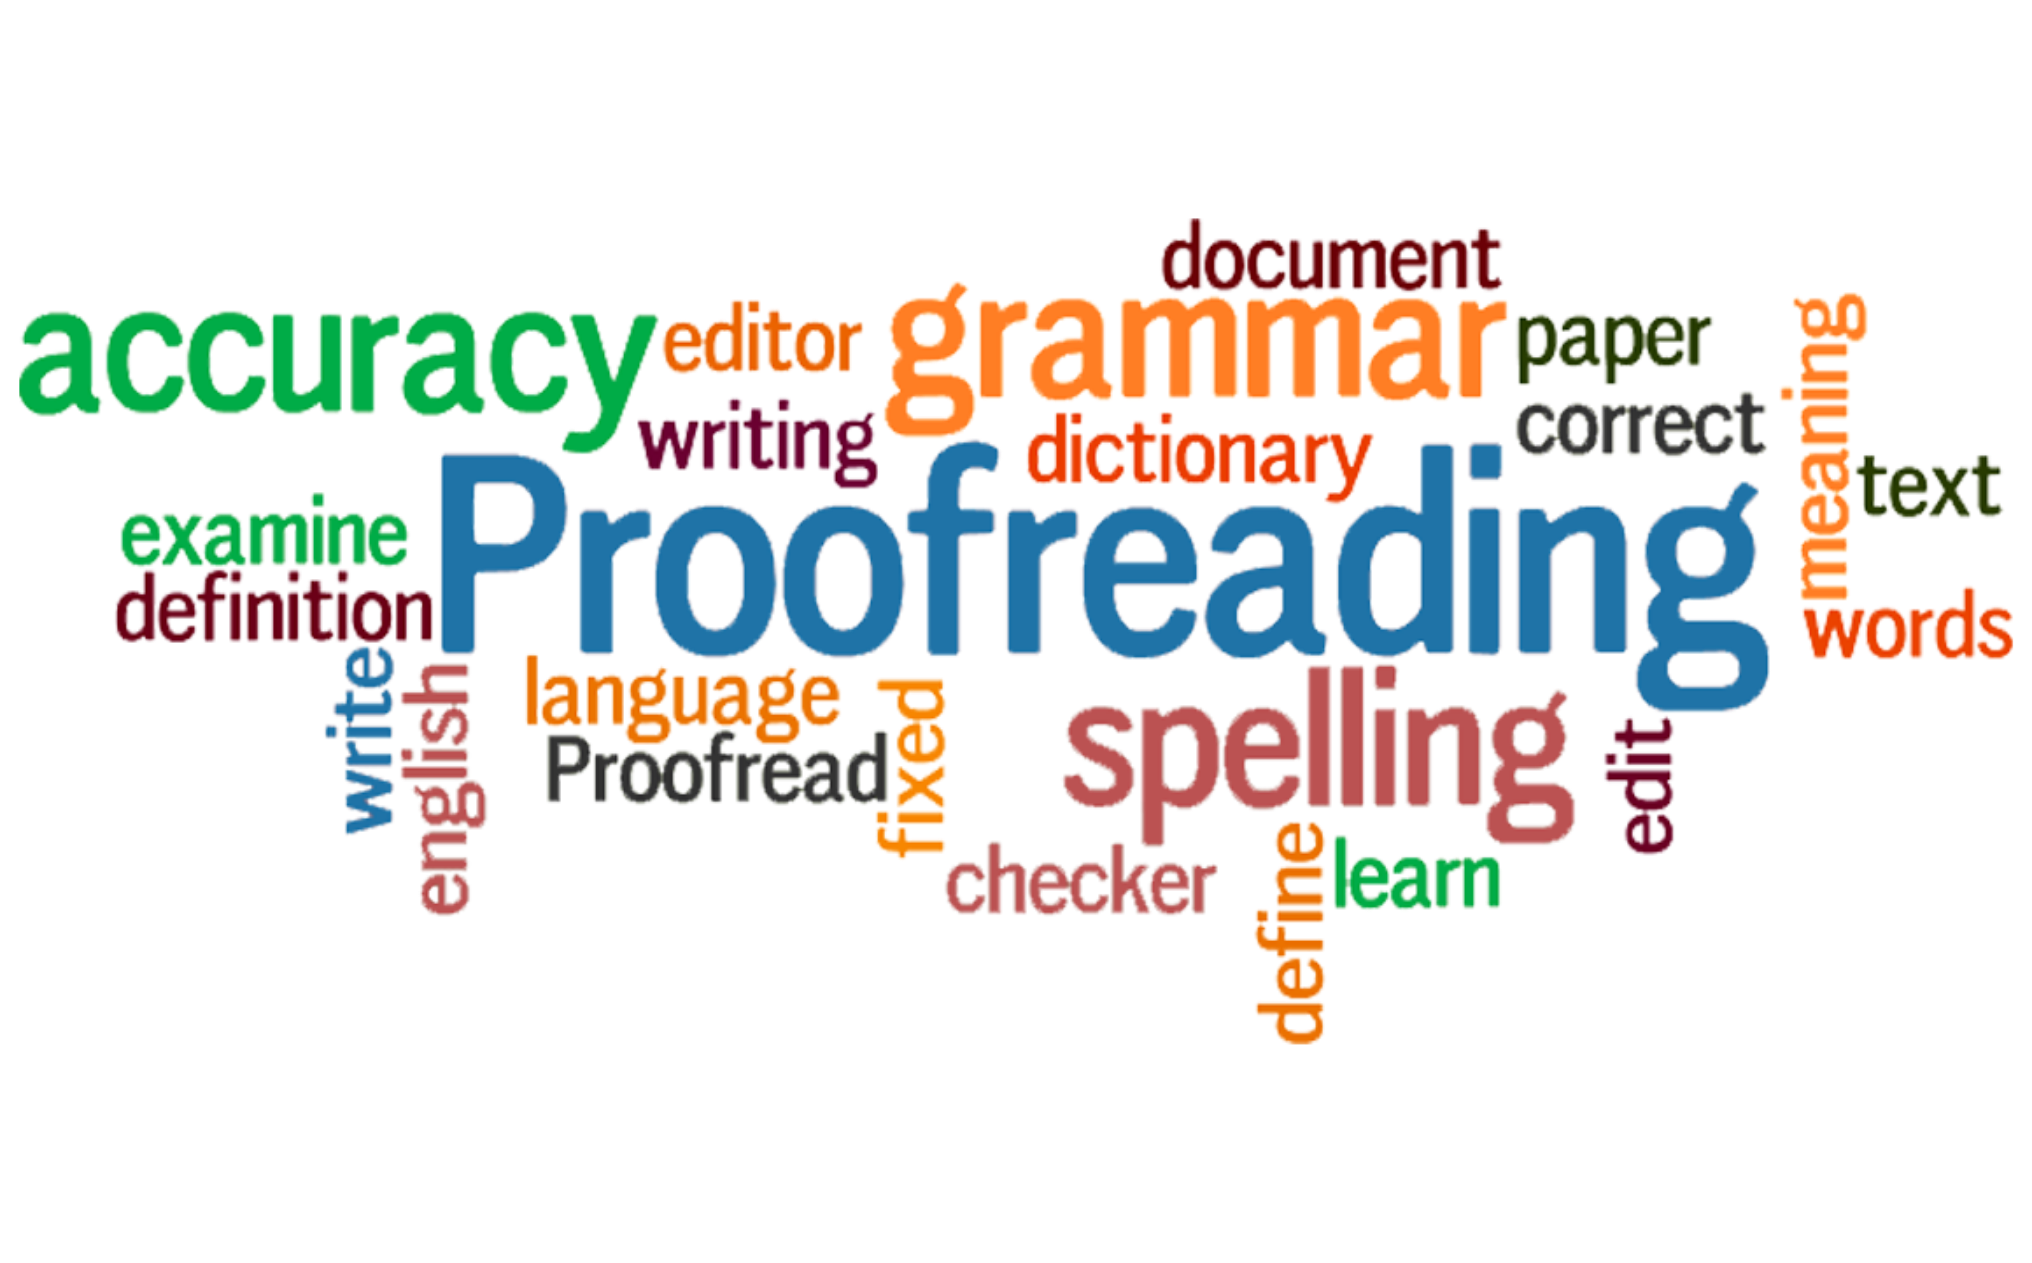 document
accuracy
editor
grammar
paper
meaning
writing
dictionary
correct
text
Proofreading
examine
definition
words
write
english
language
Proofread
fixed
spelling
edit
checker
define
learn